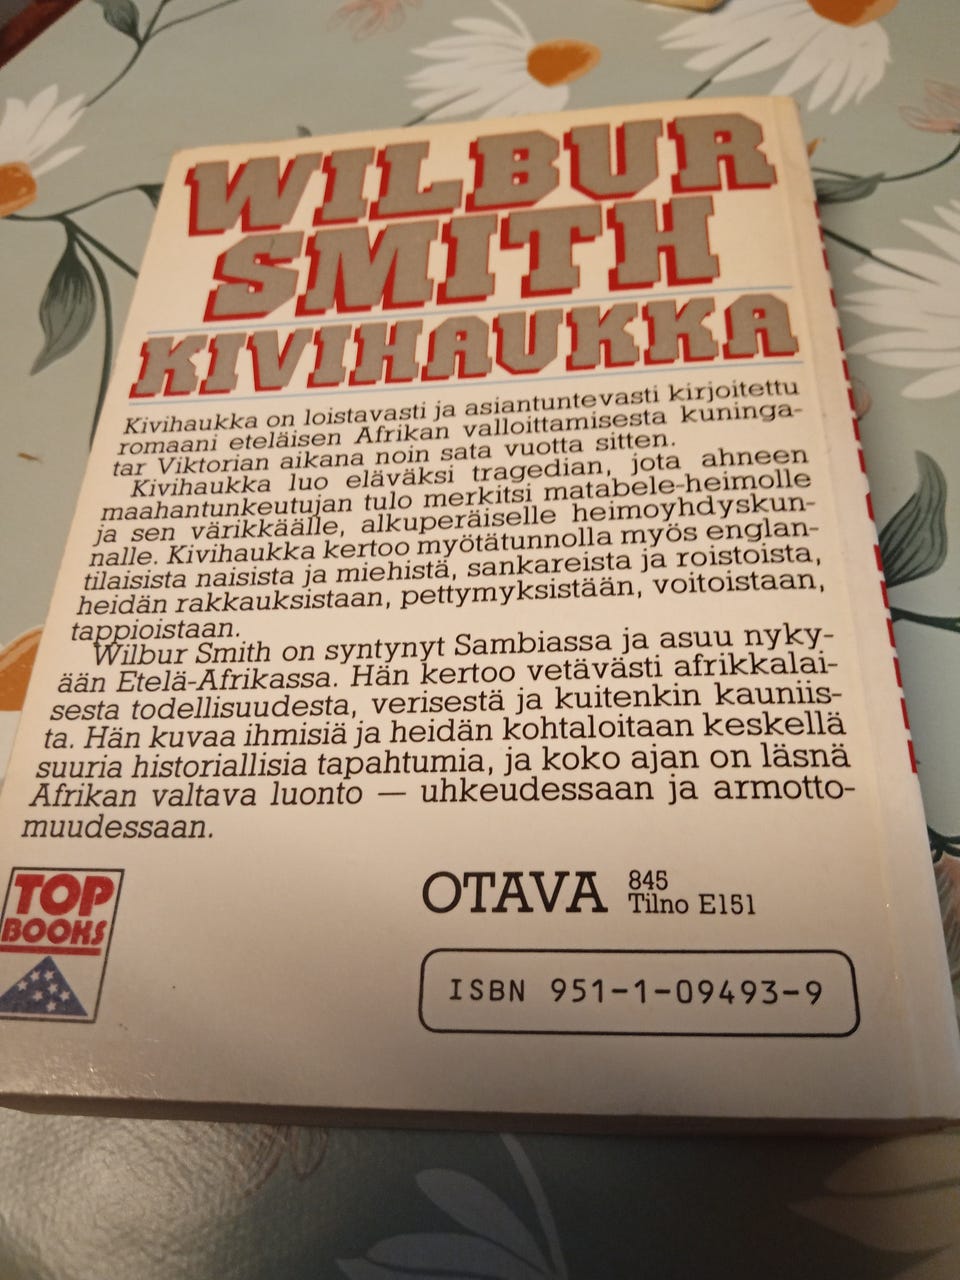 WILBUR
SMITH
KIVIHAUKKA
Kivihaukka on loistavasti ja asiantuntevasti kirjoitettu
romaani eteläisen Afrikan valloittamisesta kuninga-
tar Viktorian aikana noin sata vuotta sitten.
Kivihaukka luo eläväksi tragedian, jota ahneen
maahantunkeutujan tulo merkitsi matabele-heimolle
ja sen värikkäälle, alkuperäiselle heimoyhdyskun-
nalle. Kivihaukka kertoo myötätunnolla myös englan-
tilaisista naisista ja miehistä, sankareista ja roistoista,
heidän rakkauksistaan, pettymyksistään, voitoistaan,
tappioistaan.
Wilbur Smith on syntynyt Sambiassa ja asuu nyky-
ään Etelä-Afrikassa. Hän kertoo vetävästi afrikkalai-
sesta todellisuudesta, verisestä ja kuitenkin kauniis-
ta. Hän kuvaa ihmisiä ja heidän kohtaloitaan keskellä
suuria historiallisia tapahtumia, ja koko ajan on läsnä
Afrikan valtava luonto — uhkeudessaan ja armotto-
muudessaan.
TOP
BOOKS
OTAVA
845
Tilno E151
ISBN 951-1-09493-9